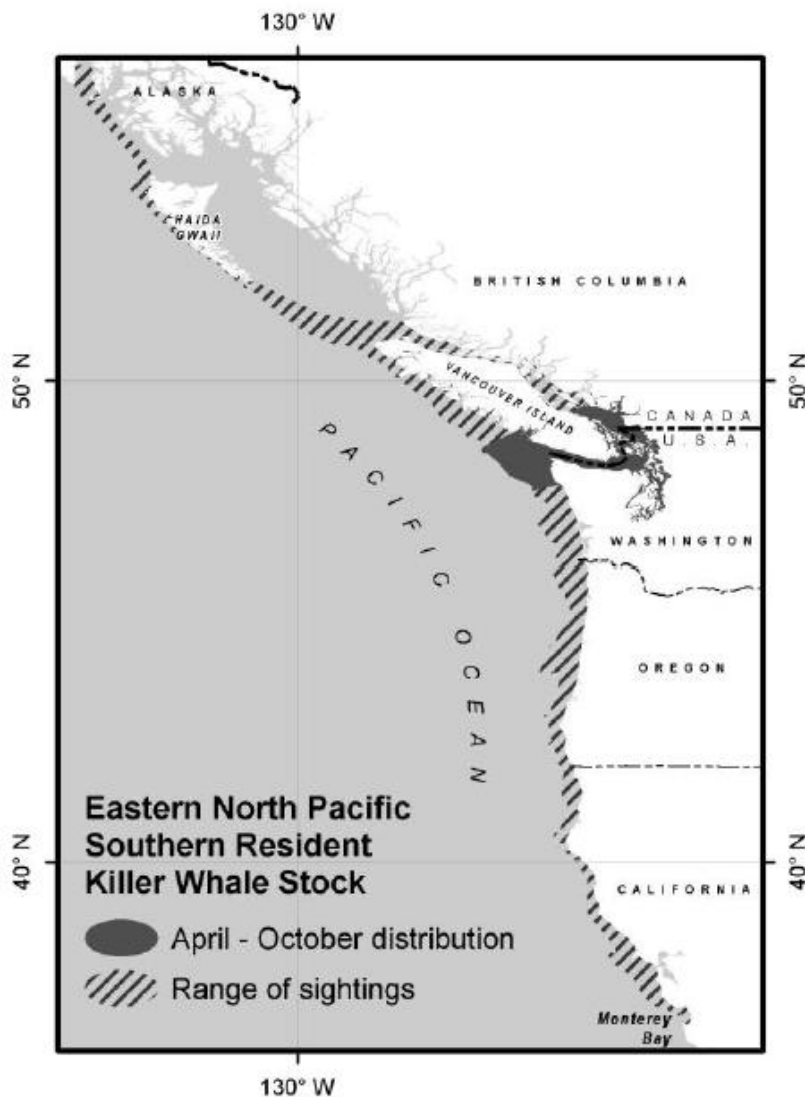 130° W
ALASKA
HAIDA
GWAII
BRITISH COLUMBIA
50° N
50° N
VANCOUVER ISLAND
CANADA
U.S.A.
PACIFIC OCEAN
WASHINGTON
OREGON
Eastern North Pacific
Southern Resident
Killer Whale Stock
40° N
40° N
CALIFORNIA
April - October distribution
Range of sightings
Monterey
Bay
130° W